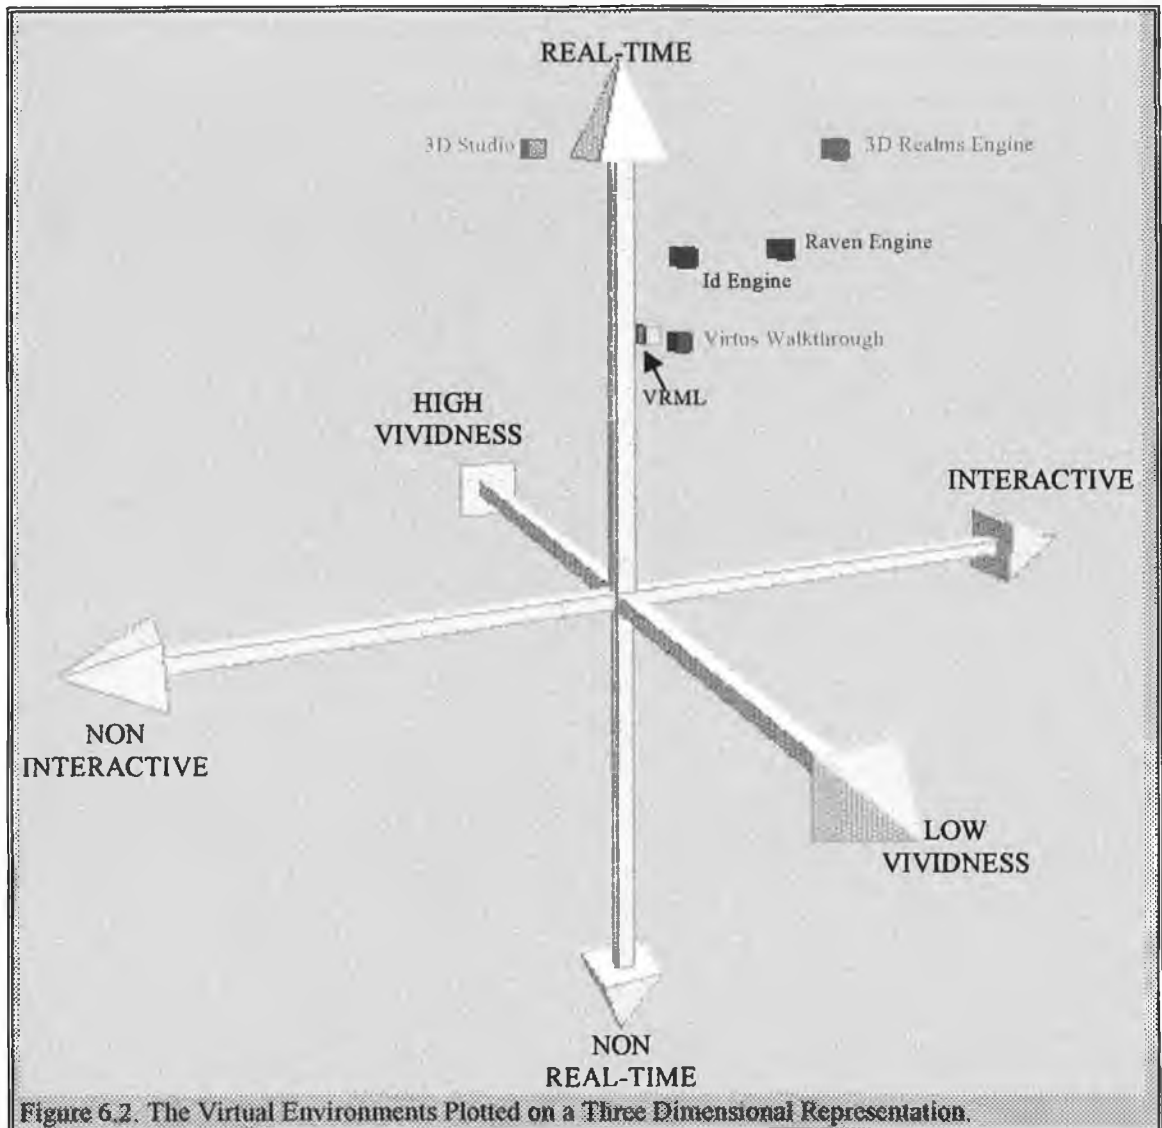 REAL-TIME
3D Studio
3D Realms Engine
Raven Engine
Id Engine
Virtus Walkthrough
VRML
HIGH
VIVIDNESS
INTERACTIVE
NON
INTERACTIVE
LOW
VIVIDNESS
NON
REAL-TIME
Figure 6.2. The Virtual Environments Plotted on a Three Dimensional Representation.